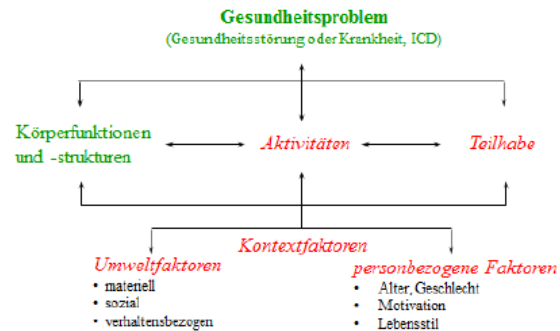 Gesundheitsproblem
(Gesundheitsstörung oder Krankheit, ICD)
Körperfunktionen
und -strukturen
Aktivitäten
Teilhabe
Kontextfaktoren
Umweltfaktoren
• materiell
• sozial
• verhaltensbezogen
personbezogene Faktoren
• Alter, Geschlecht
• Motivation
• Lebensstil